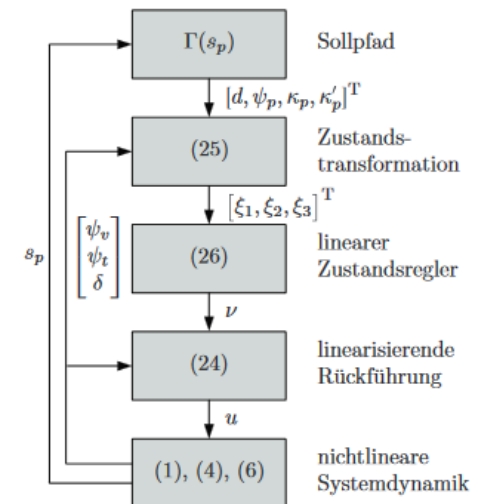 Γ(s_p) Sollpfad
[d, ψ_p, κ_p, κ′_p]^T
(25) Zustands-
transformation
[ξ_1, ξ_2, ξ_3]^T
s_p
ψ_v
ψ_t
δ
(26) linearer
Zustandsregler
ν
(24) linearisierende
Rückführung
u
(1), (4), (6) nichtlineare
Systemdynamik